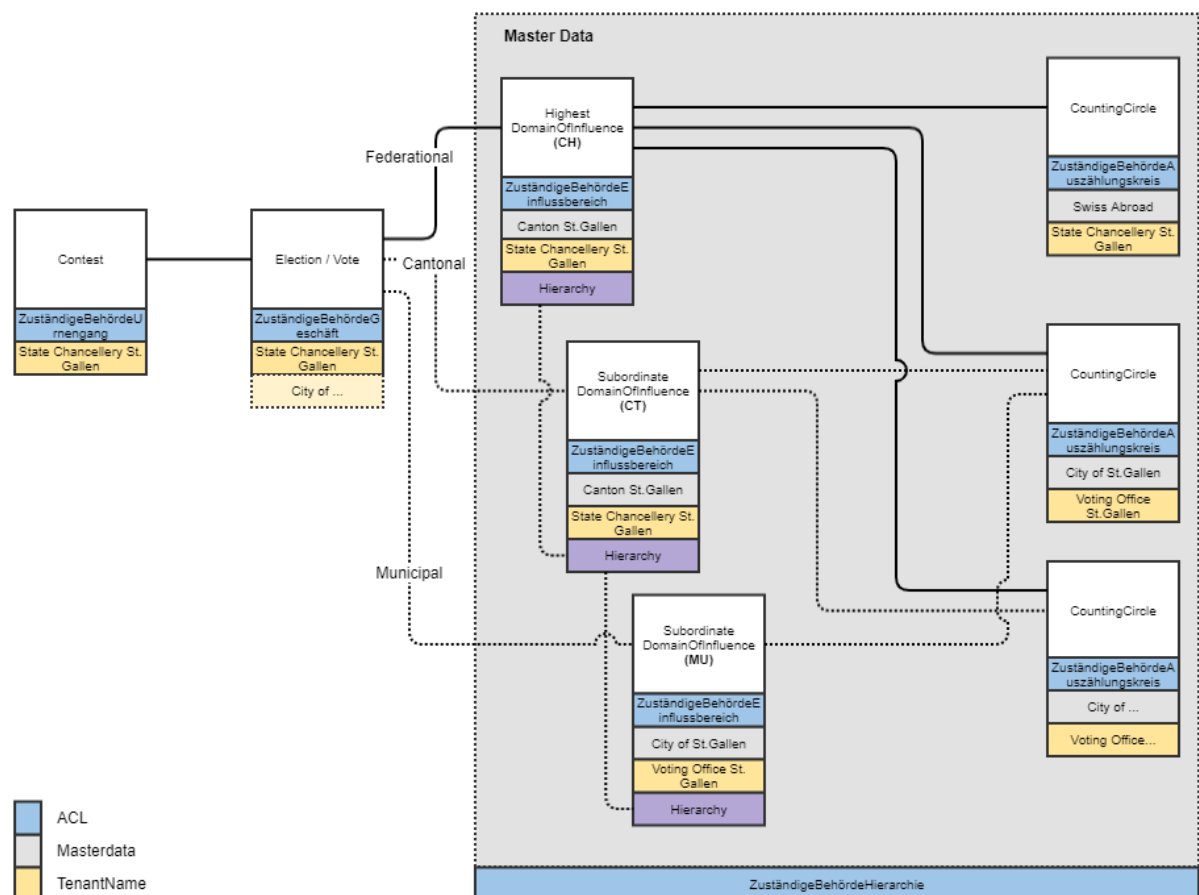 Master Data
Highest
DomainOfInfluence
(CH)
ZuständigeBehördeE
influssbereich
Canton St.Gallen
State Chancellery St.
Gallen
Hierarchy
CountingCircle
ZuständigeBehördeA
uszählungskreis
Swiss Abroad
State Chancellery St.
Gallen
Federational
Cantonal
Municipal
Contest
ZuständigeBehördeU
rnengang
State Chancellery St.
Gallen
Election / Vote
ZuständigeBehördeG
eschäft
State Chancellery St.
Gallen
City of ...
Subordinate
DomainOfInfluence
(CT)
ZuständigeBehördeE
influssbereich
Canton St.Gallen
State Chancellery St.
Gallen
Hierarchy
CountingCircle
ZuständigeBehördeA
uszählungskreis
City of St.Gallen
Voting Office
St.Gallen
Subordinate
DomainOfInfluence
(MU)
ZuständigeBehördeE
influssbereich
City of St.Gallen
Voting Office St.
Gallen
Hierarchy
CountingCircle
ZuständigeBehördeA
uszählungskreis
City of ...
Voting Office...
ACL
Masterdata
TenantName
ZuständigeBehördeHierarchie